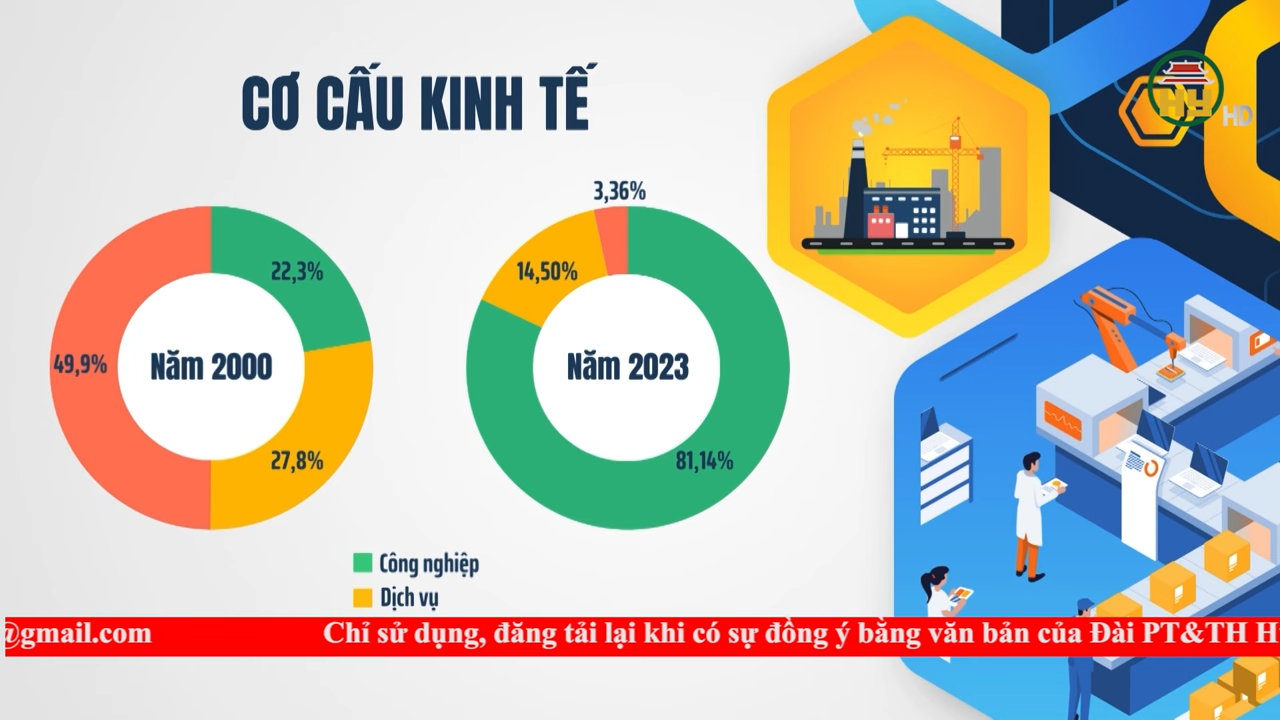 CƠ CẤU KINH TẾ
HY
HD
3,36%
22,3%
14,50%
49,9%
Năm 2000
Năm 2023
27,8%
81,14%
Công nghiệp
Dịch vụ
@gmail.com
Chỉ sử dụng, đăng tải lại khi có sự đồng ý bằng văn bản của Đài PT&TH H